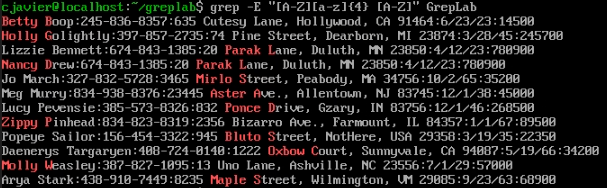 cjavier@localhost:~/greplab$ grep -E "[A-Z][a-z]{4} [A-Z]" GrepLab
Betty Boop:245-836-8357:635 Cutesy Lane, Hollywood, CA 91464:6/23/23:14500
Holly Golightly:397-857-2735:74 Pine Street, Dearborn, MI 23874:3/28/45:245700
Lizzie Bennett:674-843-1385:20 Parak Lane, Duluth, MN 23850:4/12/23:780900
Nancy Drew:674-843-1385:20 Parak Lane, Duluth, MN 23850:4/12/23:780900
Jo March:327-832-5728:3465 Mirlo Street, Peabody, MA 34756:10/2/65:35200
Meg Murry:834-938-8376:23445 Aster Ave., Allentown, NJ 83745:12/1/38:45000
Lucy Pevensie:385-573-8326:832 Ponce Drive, Gzary, IN 83756:12/1/46:268500
Zippy Pinhead:834-823-8319:2356 Bizarro Ave., Farmount, IL 84357:1/1/67:89500
Popeye Sailor:156-454-3322:945 Bluto Street, NotHere, USA 29358:3/19/35:22350
Daenerys Targaryen:408-724-0140:1222 Oxbow Court, Sunnyvale, CA 94087:5/19/66:34200
Molly Weasley:387-827-1095:13 Uno Lane, Ashville, NC 23556:7/1/29:57000
Arya Stark:438-910-7449:8235 Maple Street, Wilmington, VM 29085:9/23/63:68900